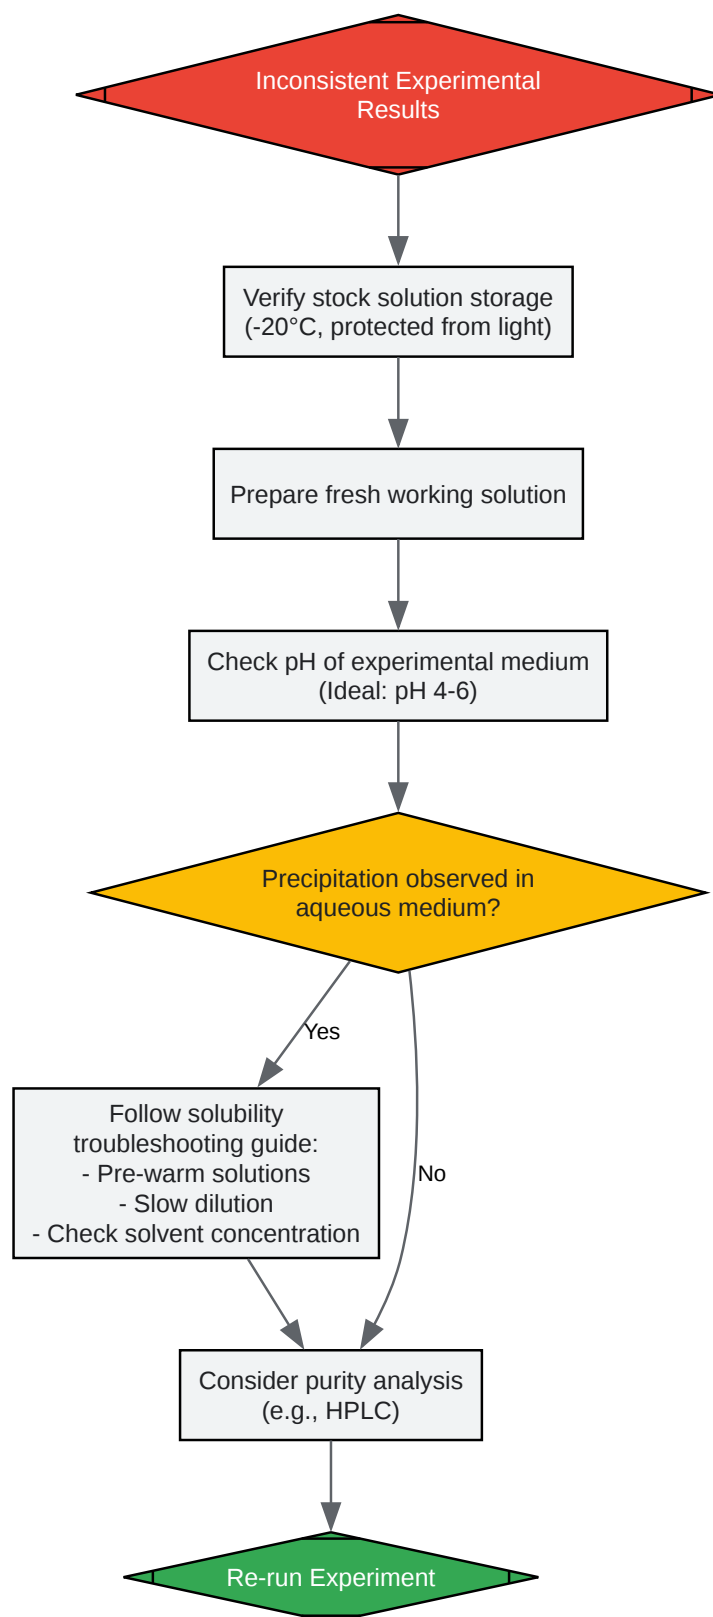 Inconsistent Experimental
Results
Verify stock solution storage
(-20°C, protected from light)
Prepare fresh working solution
Check pH of experimental medium
(Ideal: pH 4-6)
Precipitation observed in
aqueous medium?
Yes
Follow solubility
troubleshooting guide:
- Pre-warm solutions
- Slow dilution
- Check solvent concentration
No
Consider purity analysis
(e.g., HPLC)
Re-run Experiment